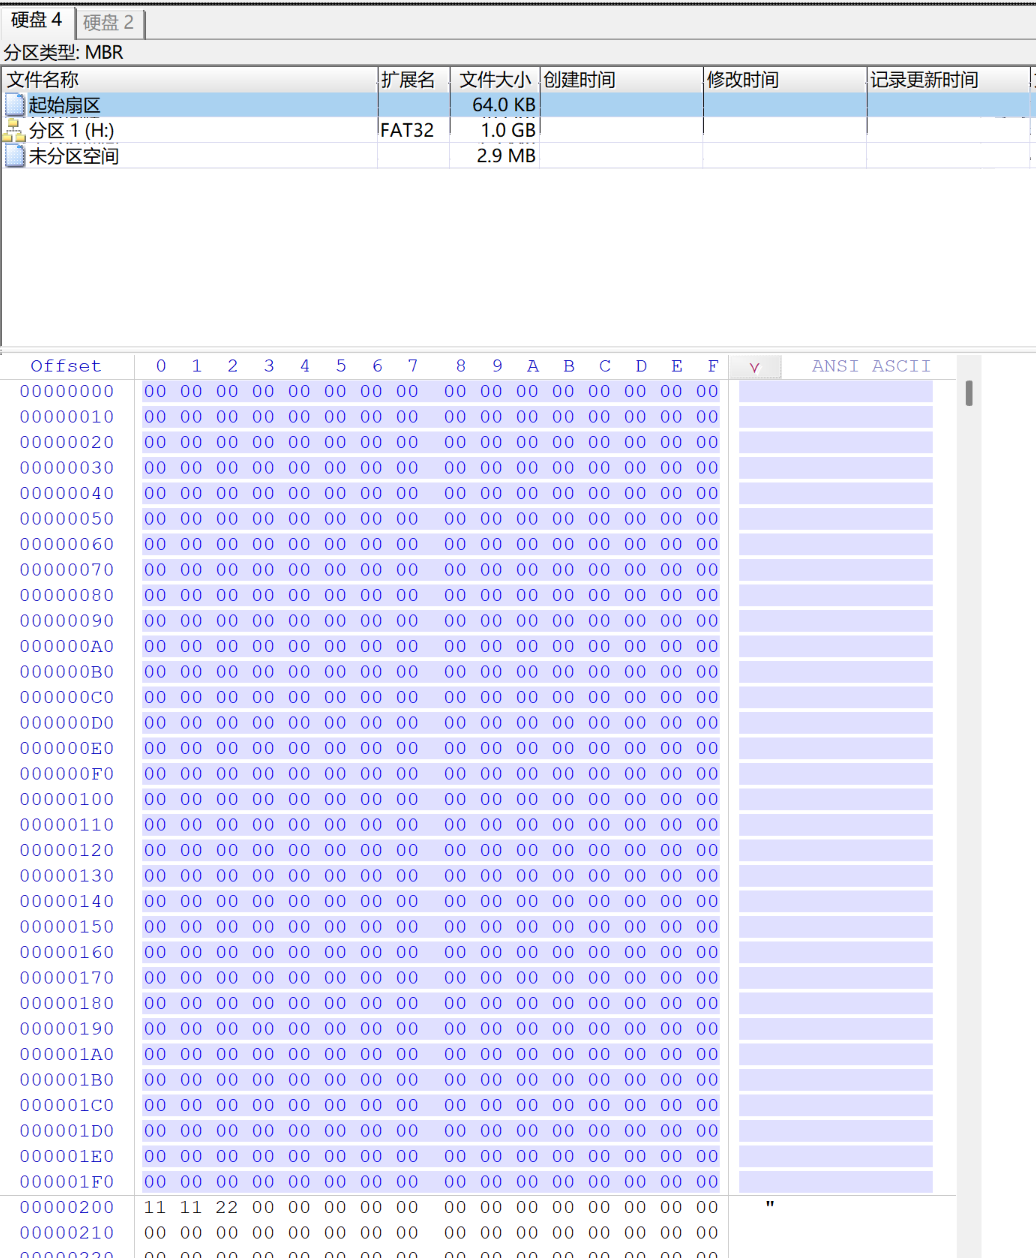 硬盘 4 硬盘 2
分区类型: MBR
文件名称 扩展名 文件大小 创建时间 修改时间 记录更新时间
起始扇区 64.0 KB
分区 1 (H:) FAT32 1.0 GB
未分区空间 2.9 MB
Offset 0 1 2 3 4 5 6 7 8 9 A B C D E F ANSI ASCII
00000000 00 00 00 00 00 00 00 00 00 00 00 00 00 00 00 00
00000010 00 00 00 00 00 00 00 00 00 00 00 00 00 00 00 00
00000020 00 00 00 00 00 00 00 00 00 00 00 00 00 00 00 00
00000030 00 00 00 00 00 00 00 00 00 00 00 00 00 00 00 00
00000040 00 00 00 00 00 00 00 00 00 00 00 00 00 00 00 00
00000050 00 00 00 00 00 00 00 00 00 00 00 00 00 00 00 00
00000060 00 00 00 00 00 00 00 00 00 00 00 00 00 00 00 00
00000070 00 00 00 00 00 00 00 00 00 00 00 00 00 00 00 00
00000080 00 00 00 00 00 00 00 00 00 00 00 00 00 00 00 00
00000090 00 00 00 00 00 00 00 00 00 00 00 00 00 00 00 00
000000A0 00 00 00 00 00 00 00 00 00 00 00 00 00 00 00 00
000000B0 00 00 00 00 00 00 00 00 00 00 00 00 00 00 00 00
000000C0 00 00 00 00 00 00 00 00 00 00 00 00 00 00 00 00
000000D0 00 00 00 00 00 00 00 00 00 00 00 00 00 00 00 00
000000E0 00 00 00 00 00 00 00 00 00 00 00 00 00 00 00 00
000000F0 00 00 00 00 00 00 00 00 00 00 00 00 00 00 00 00
00000100 00 00 00 00 00 00 00 00 00 00 00 00 00 00 00 00
00000110 00 00 00 00 00 00 00 00 00 00 00 00 00 00 00 00
00000120 00 00 00 00 00 00 00 00 00 00 00 00 00 00 00 00
00000130 00 00 00 00 00 00 00 00 00 00 00 00 00 00 00 00
00000140 00 00 00 00 00 00 00 00 00 00 00 00 00 00 00 00
00000150 00 00 00 00 00 00 00 00 00 00 00 00 00 00 00 00
00000160 00 00 00 00 00 00 00 00 00 00 00 00 00 00 00 00
00000170 00 00 00 00 00 00 00 00 00 00 00 00 00 00 00 00
00000180 00 00 00 00 00 00 00 00 00 00 00 00 00 00 00 00
00000190 00 00 00 00 00 00 00 00 00 00 00 00 00 00 00 00
000001A0 00 00 00 00 00 00 00 00 00 00 00 00 00 00 00 00
000001B0 00 00 00 00 00 00 00 00 00 00 00 00 00 00 00 00
000001C0 00 00 00 00 00 00 00 00 00 00 00 00 00 00 00 00
000001D0 00 00 00 00 00 00 00 00 00 00 00 00 00 00 00 00
000001E0 00 00 00 00 00 00 00 00 00 00 00 00 00 00 00 00
000001F0 00 00 00 00 00 00 00 00 00 00 00 00 00 00 00 00
00000200 11 11 22 00 00 00 00 00 00 00 00 00 00 00 00 00 "
00000210 00 00 00 00 00 00 00 00 00 00 00 00 00 00 00 00